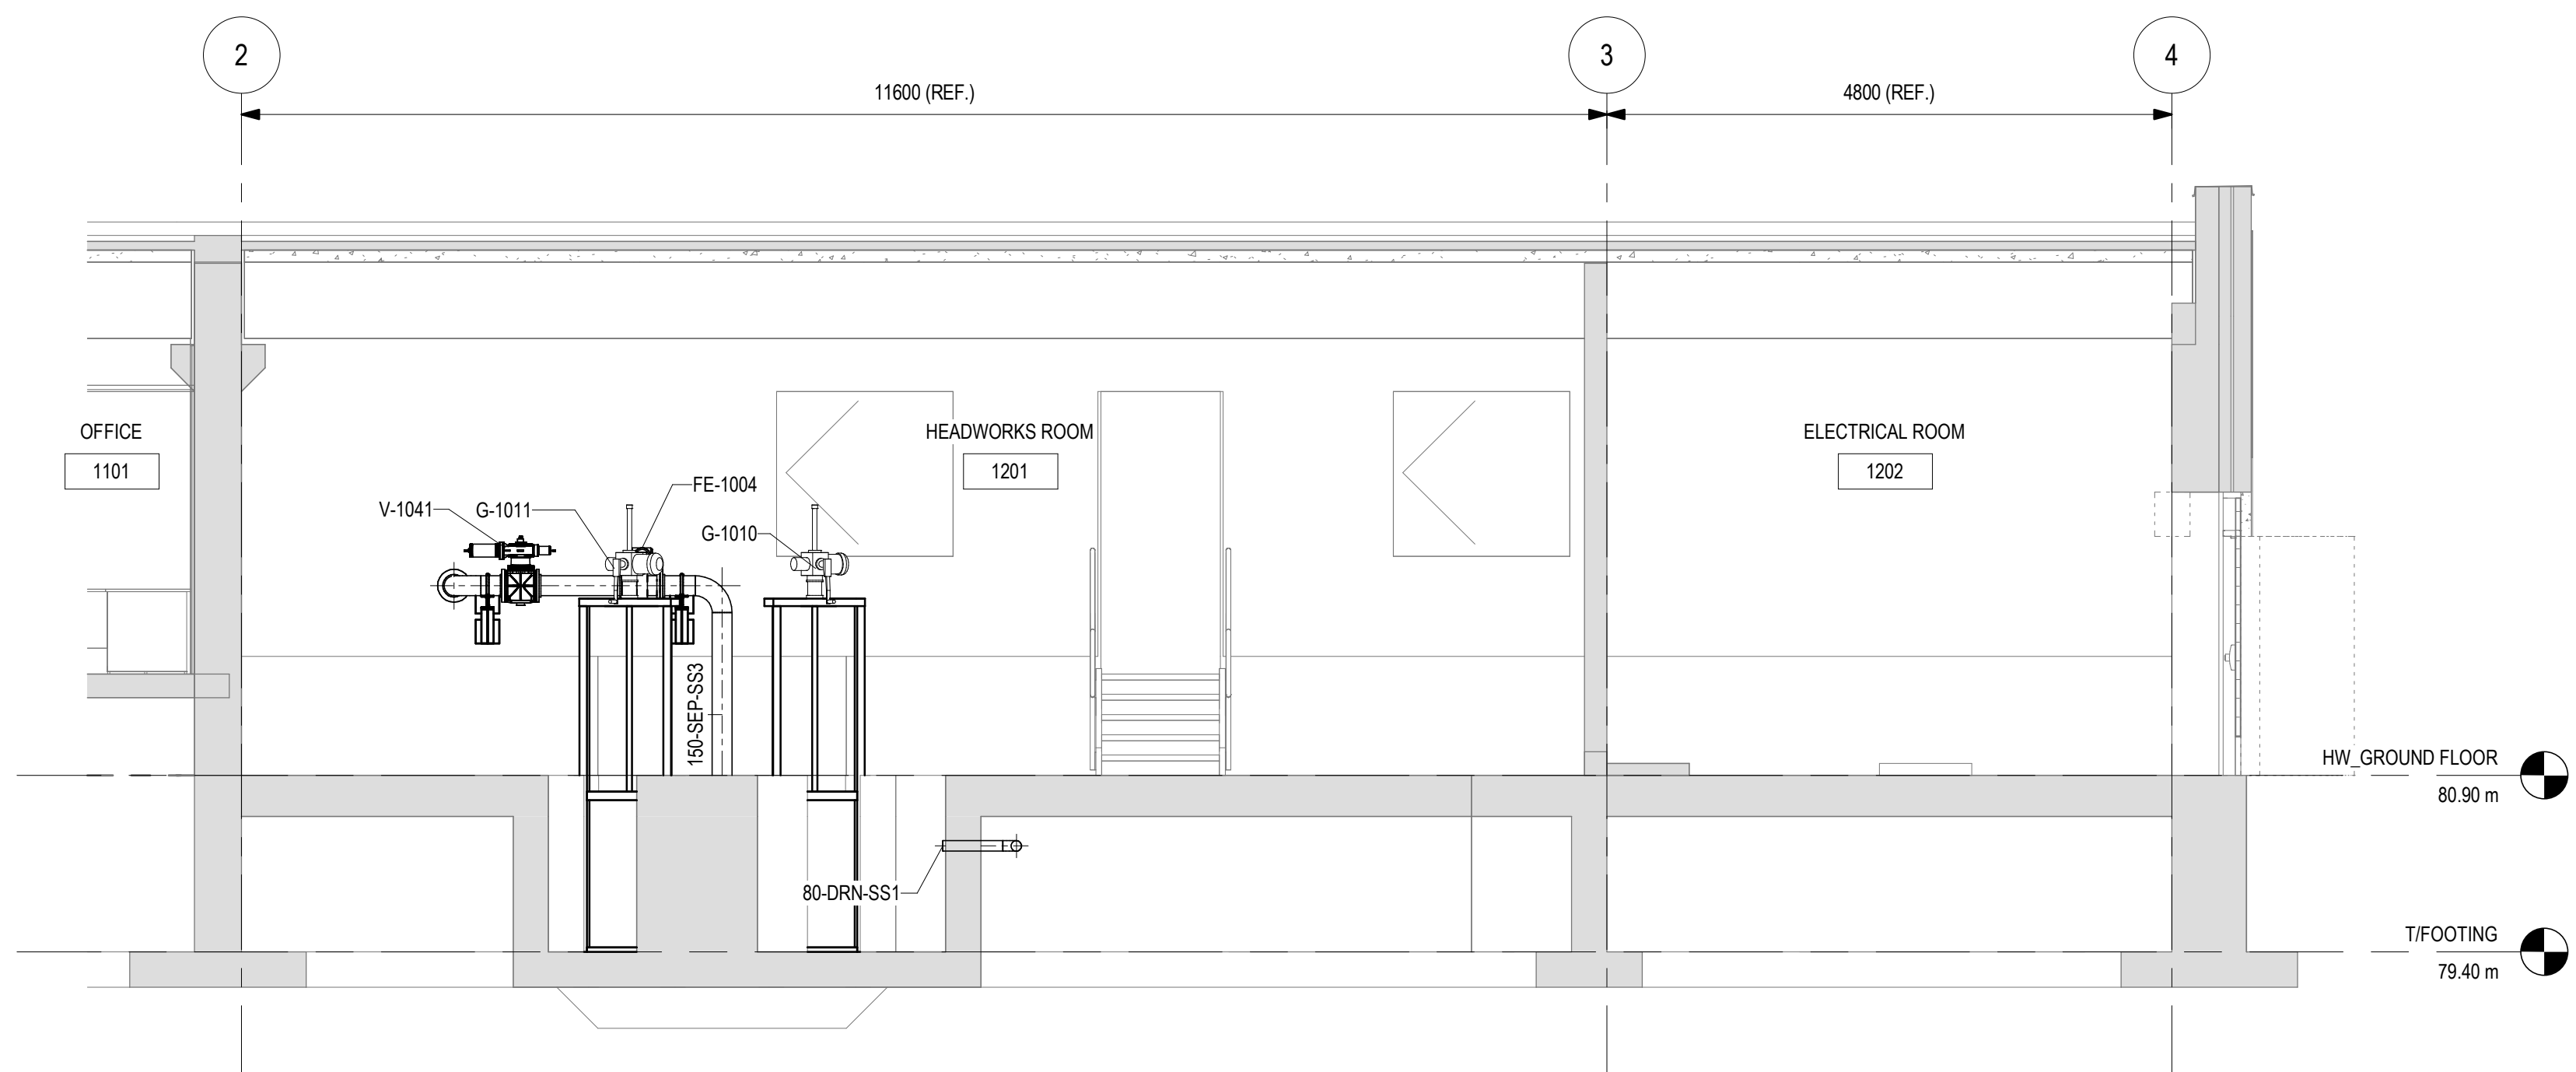 2
3
4
11600 (REF.)
4800 (REF.)
OFFICE
1101
HEADWORKS ROOM
1201
ELECTRICAL ROOM
1202
FE-1004
V-1041
G-1011
G-1010
150-SEP-SS3
HW_GROUND FLOOR
80.90 m
80-DRN-SS1
T/FOOTING
79.40 m